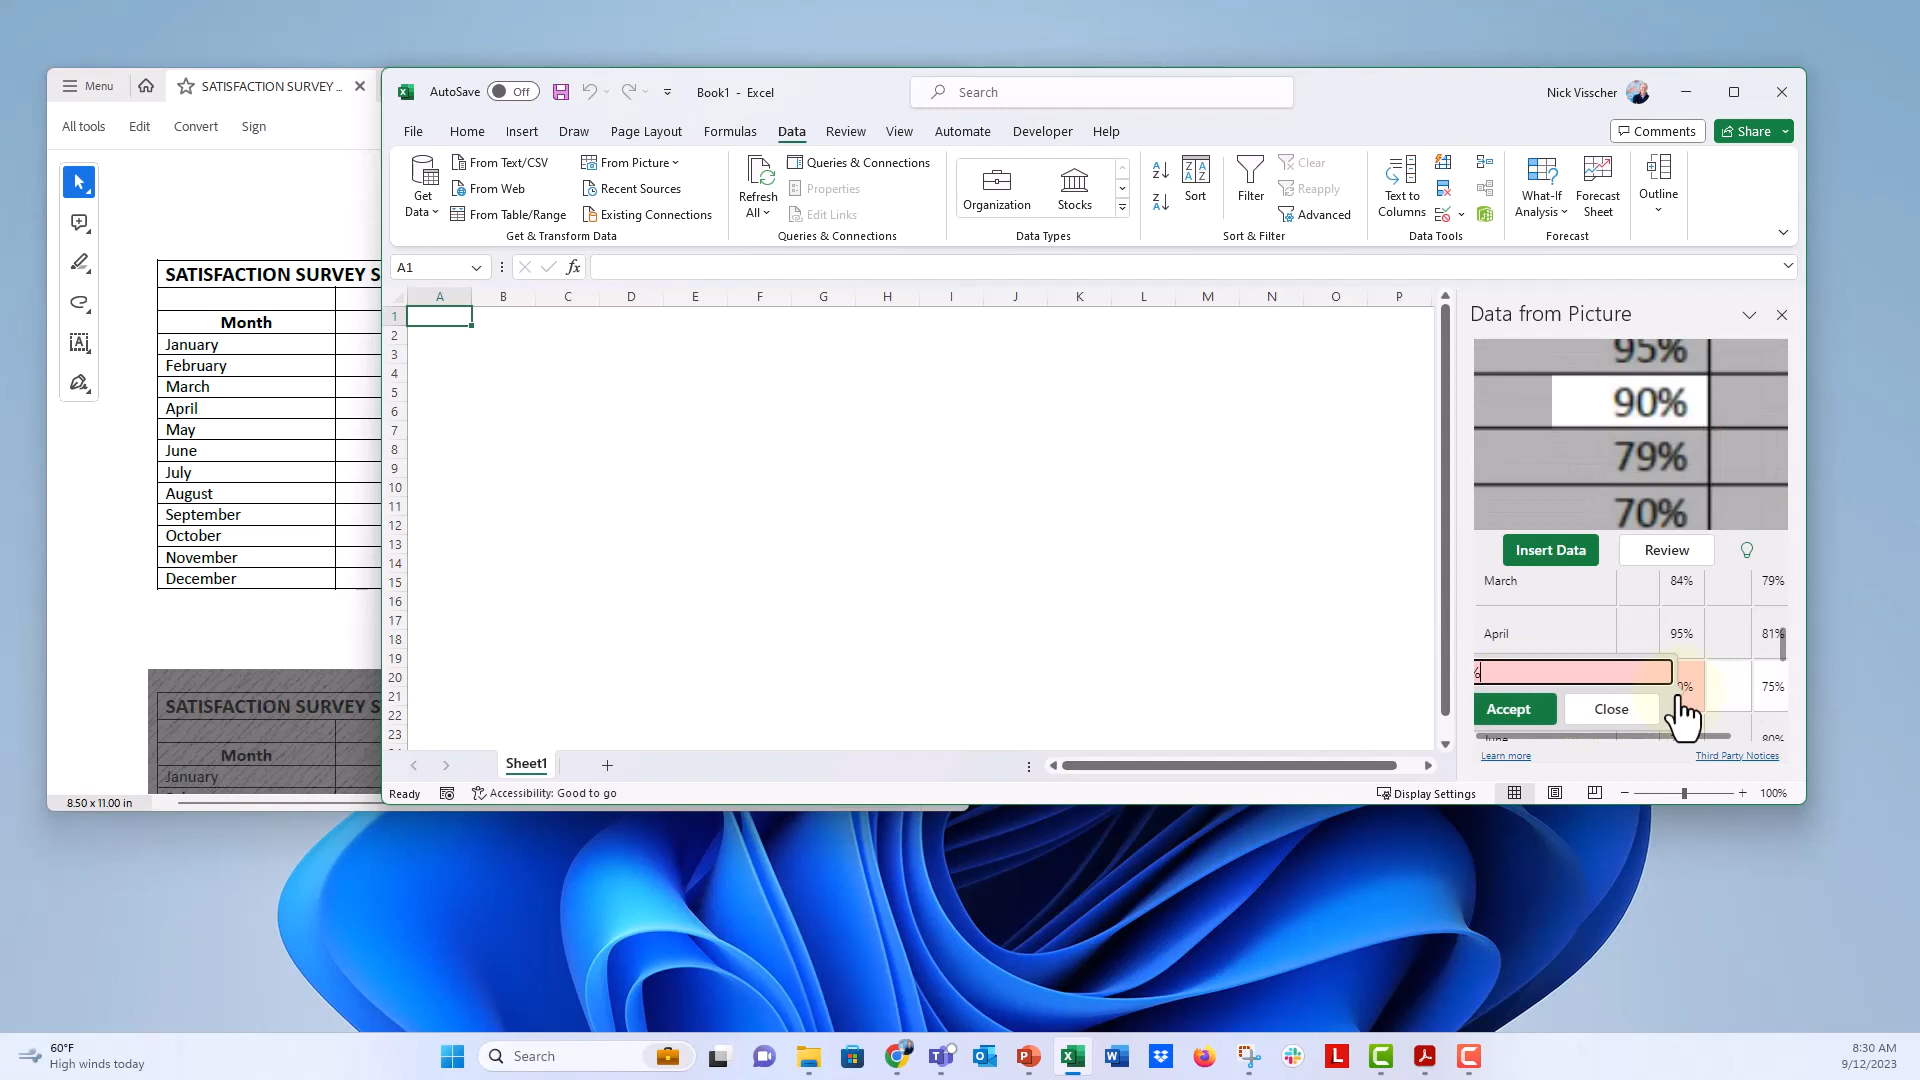 Menu
SATISFACTION SURVEY ...
All tools
Edit
Convert
Sign
SATISFACTION SURVEY S
Month
January
February
March
April
May
June
July
August
September
October
November
December
SATISFACTION SURVEY S
Month
January
8.50 x 11.00 in
AutoSave
Off
Book1 - Excel
Search
Nick Visscher
File
Home
Insert
Draw
Page Layout
Formulas
Data
Review
View
Automate
Developer
Help
Comments
Share
Get Data
From Text/CSV
From Web
From Table/Range
From Picture
Recent Sources
Existing Connections
Get & Transform Data
Refresh All
Queries & Connections
Properties
Edit Links
Queries & Connections
Organization
Stocks
Data Types
Sort
Filter
Clear
Reapply
Advanced
Sort & Filter
Text to Columns
Data Tools
What-If Analysis
Forecast Sheet
Forecast
Outline
A1
fx
A B C D E F G H I J K L M N O P
1
2
3
4
5
6
7
8
9
10
11
12
13
14
15
16
17
18
19
20
21
22
23
Data from Picture
95%
90%
79%
70%
Insert Data
Review
March 84% 79%
April 95% 81%
%
75%
Accept
Close
June 80%
Learn more
Third Party Notices
Sheet1
Ready
Accessibility: Good to go
Display Settings
100%
60°F
High winds today
Search
8:30 AM
9/12/2023